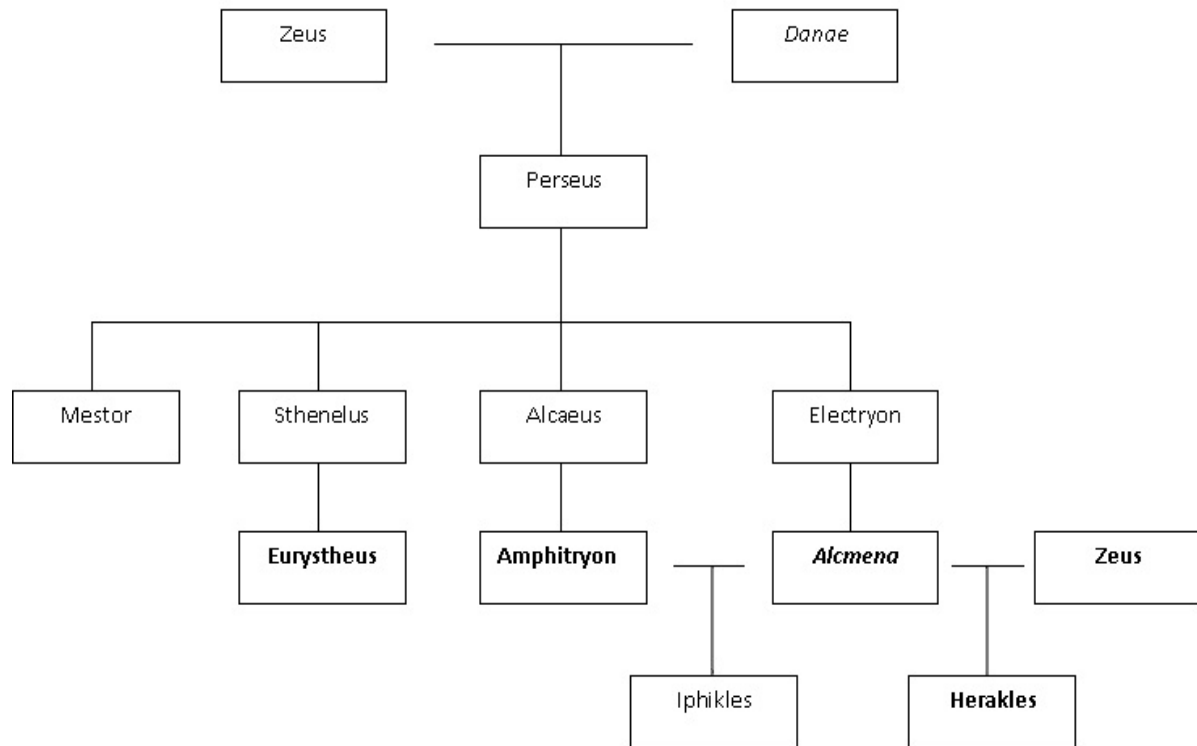 Zeus
Danae
Perseus
Mestor
Sthenelus
Alcaeus
Electryon
Eurystheus
Amphitryon
Alcmena
Zeus
Iphikles
Herakles